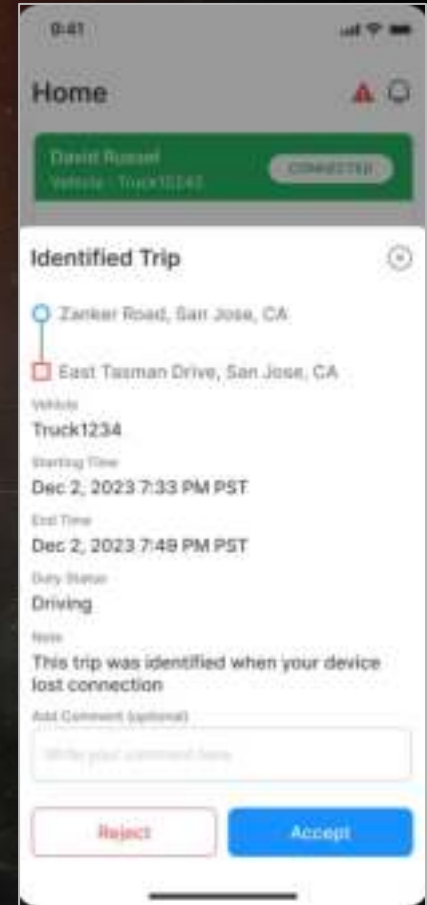 9:41
Home
David Russel
CONNECTED
Vehicle - Truck12345
Identified Trip
Zanker Road, San Jose, CA
East Tasman Drive, San Jose, CA
Vehicle
Truck1234
Starting Time
Dec 2, 2023 7:33 PM PST
End Time
Dec 2, 2023 7:49 PM PST
Duty Status
Driving
Note
This trip was identified when your device
lost connection
Add Comment (optional)
Write your comment here
Reject
Accept